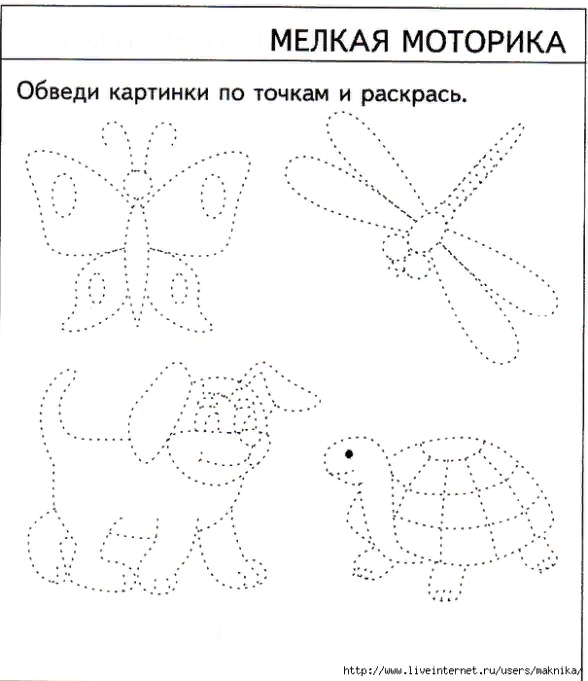 МЕЛКАЯ МОТОРИКА
Обведи картинки по точкам и раскрась.
http://www.liveinternet.ru/users/maknika/